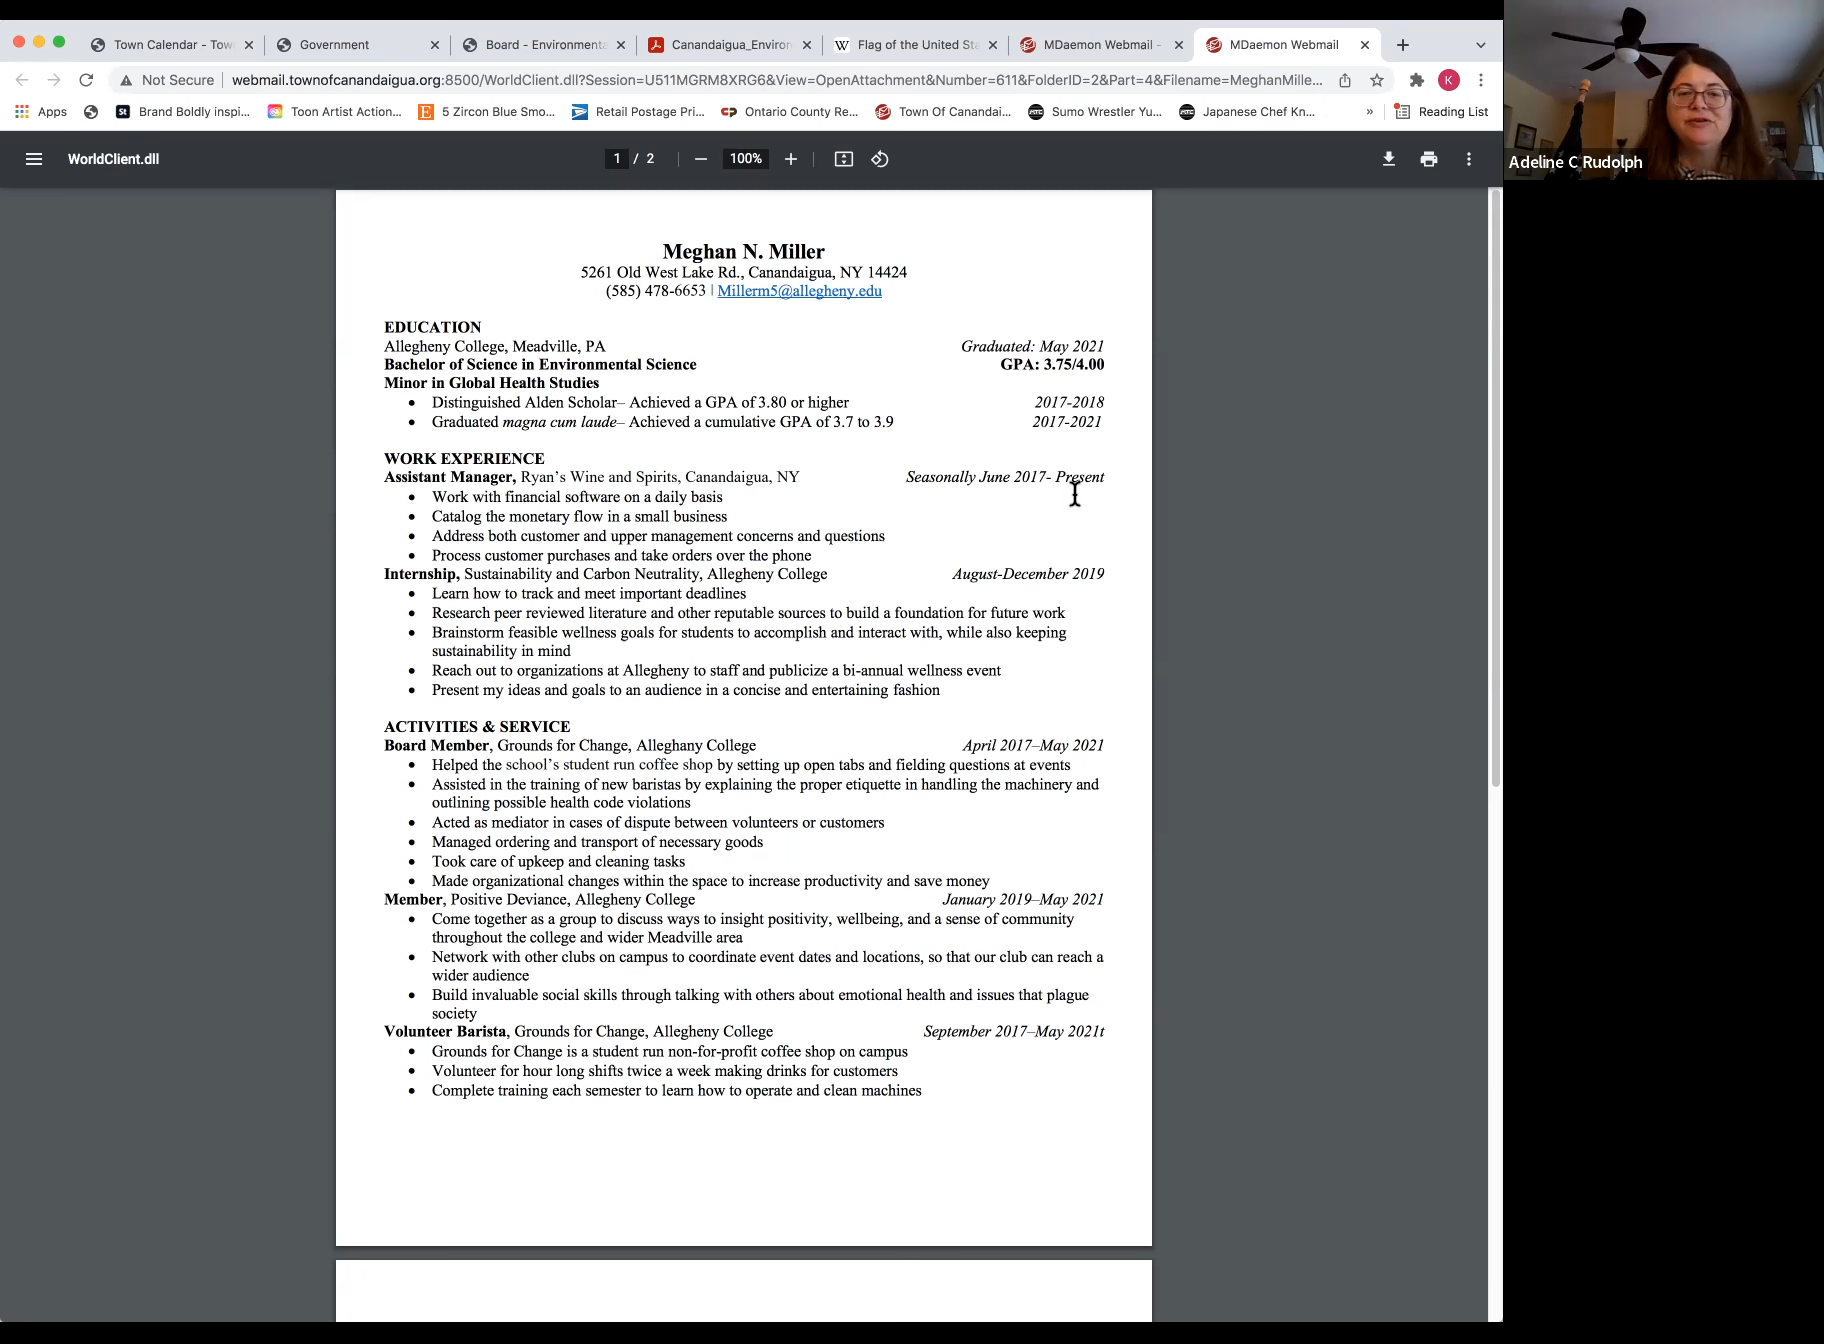 Town Calendar - Tow
Government
Board - Environmenta
Canandaigua_Environ
Flag of the United Sta
MDaemon Webmail -
MDaemon Webmail
Not Secure
webmail.townofcanandaigua.org:8500/WorldClient.dll?Session=U511MGRM8XRG6&View=OpenAttachment&Number=611&FolderID=2&Part=4&Filename=MeghanMille...
K
Apps
St
Brand Boldly inspi...
Toon Artist Action...
E
5 Zircon Blue Smo...
Retail Postage Pri...
Ontario County Re...
Town Of Canandai...
Sumo Wrestler Yu...
Japanese Chef Kn...
»
Reading List
Adeline C Rudolph
WorldClient.dll
1 / 2
100%
Meghan N. Miller
5261 Old West Lake Rd., Canandaigua, NY 14424
(585) 478-6653 | Millerm5@allegheny.edu
EDUCATION
Allegheny College, Meadville, PA Graduated: May 2021
Bachelor of Science in Environmental Science GPA: 3.75/4.00
Minor in Global Health Studies
• Distinguished Alden Scholar– Achieved a GPA of 3.80 or higher 2017-2018
• Graduated magna cum laude– Achieved a cumulative GPA of 3.7 to 3.9 2017-2021
WORK EXPERIENCE
Assistant Manager, Ryan's Wine and Spirits, Canandaigua, NY Seasonally June 2017- Present
• Work with financial software on a daily basis
• Catalog the monetary flow in a small business
• Address both customer and upper management concerns and questions
• Process customer purchases and take orders over the phone
Internship, Sustainability and Carbon Neutrality, Allegheny College August-December 2019
• Learn how to track and meet important deadlines
• Research peer reviewed literature and other reputable sources to build a foundation for future work
• Brainstorm feasible wellness goals for students to accomplish and interact with, while also keeping
sustainability in mind
• Reach out to organizations at Allegheny to staff and publicize a bi-annual wellness event
• Present my ideas and goals to an audience in a concise and entertaining fashion
ACTIVITIES & SERVICE
Board Member, Grounds for Change, Alleghany College April 2017–May 2021
• Helped the school's student run coffee shop by setting up open tabs and fielding questions at events
• Assisted in the training of new baristas by explaining the proper etiquette in handling the machinery and
outlining possible health code violations
• Acted as mediator in cases of dispute between volunteers or customers
• Managed ordering and transport of necessary goods
• Took care of upkeep and cleaning tasks
• Made organizational changes within the space to increase productivity and save money
Member, Positive Deviance, Allegheny College January 2019–May 2021
• Come together as a group to discuss ways to insight positivity, wellbeing, and a sense of community
throughout the college and wider Meadville area
• Network with other clubs on campus to coordinate event dates and locations, so that our club can reach a
wider audience
• Build invaluable social skills through talking with others about emotional health and issues that plague
society
Volunteer Barista, Grounds for Change, Allegheny College September 2017–May 2021t
• Grounds for Change is a student run non-for-profit coffee shop on campus
• Volunteer for hour long shifts twice a week making drinks for customers
• Complete training each semester to learn how to operate and clean machines